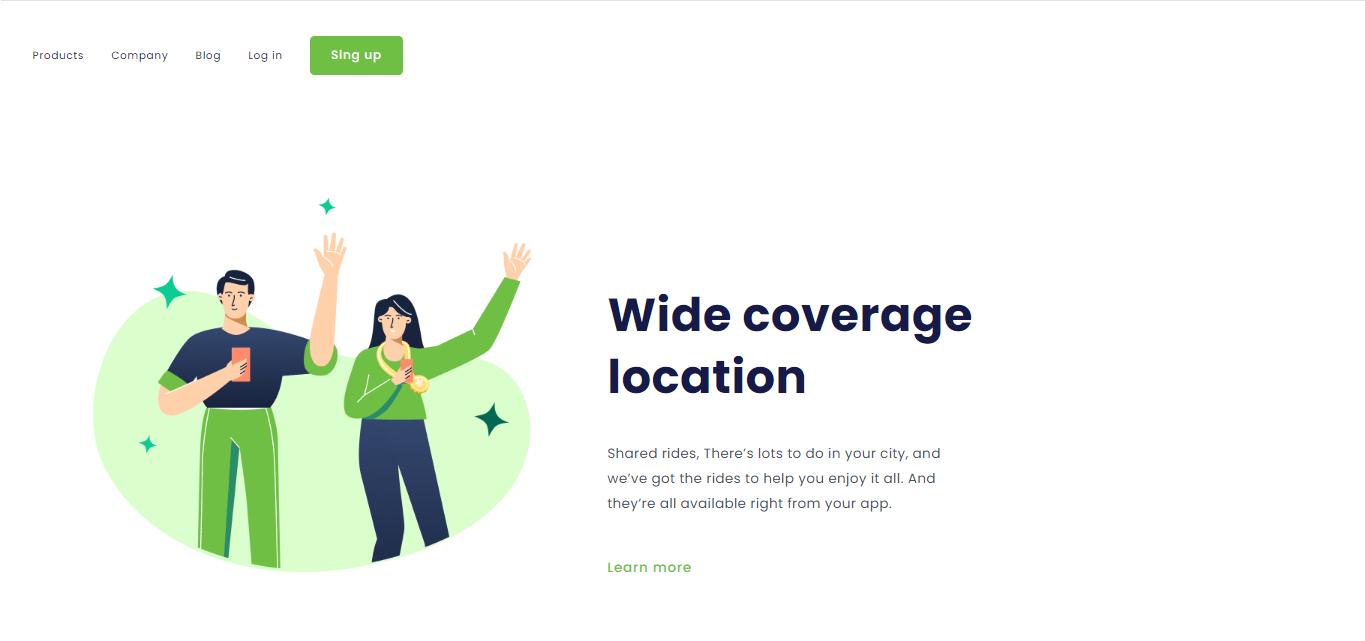 Products Company Blog Log in Sing up
Wide coverage
location
Shared rides, There’s lots to do in your city, and
we’ve got the rides to help you enjoy it all. And
they’re all available right from your app.
Learn more